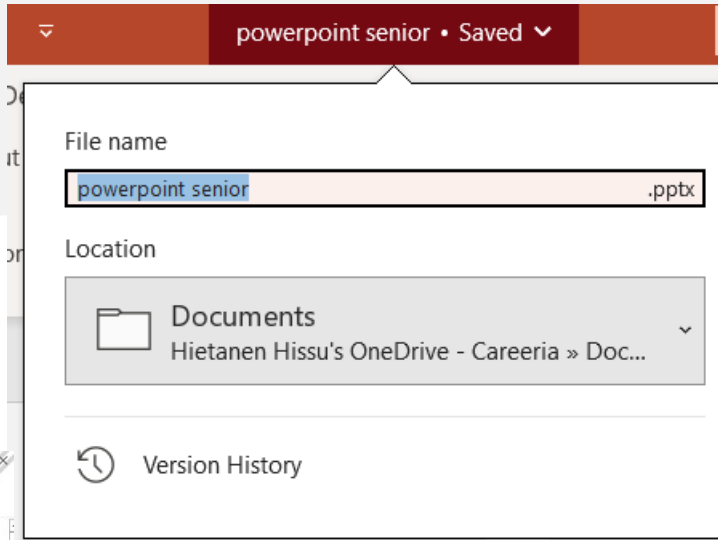 powerpoint senior • Saved
File name
powerpoint senior .pptx
Location
Documents
Hietanen Hissu's OneDrive - Careeria » Doc...
Version History